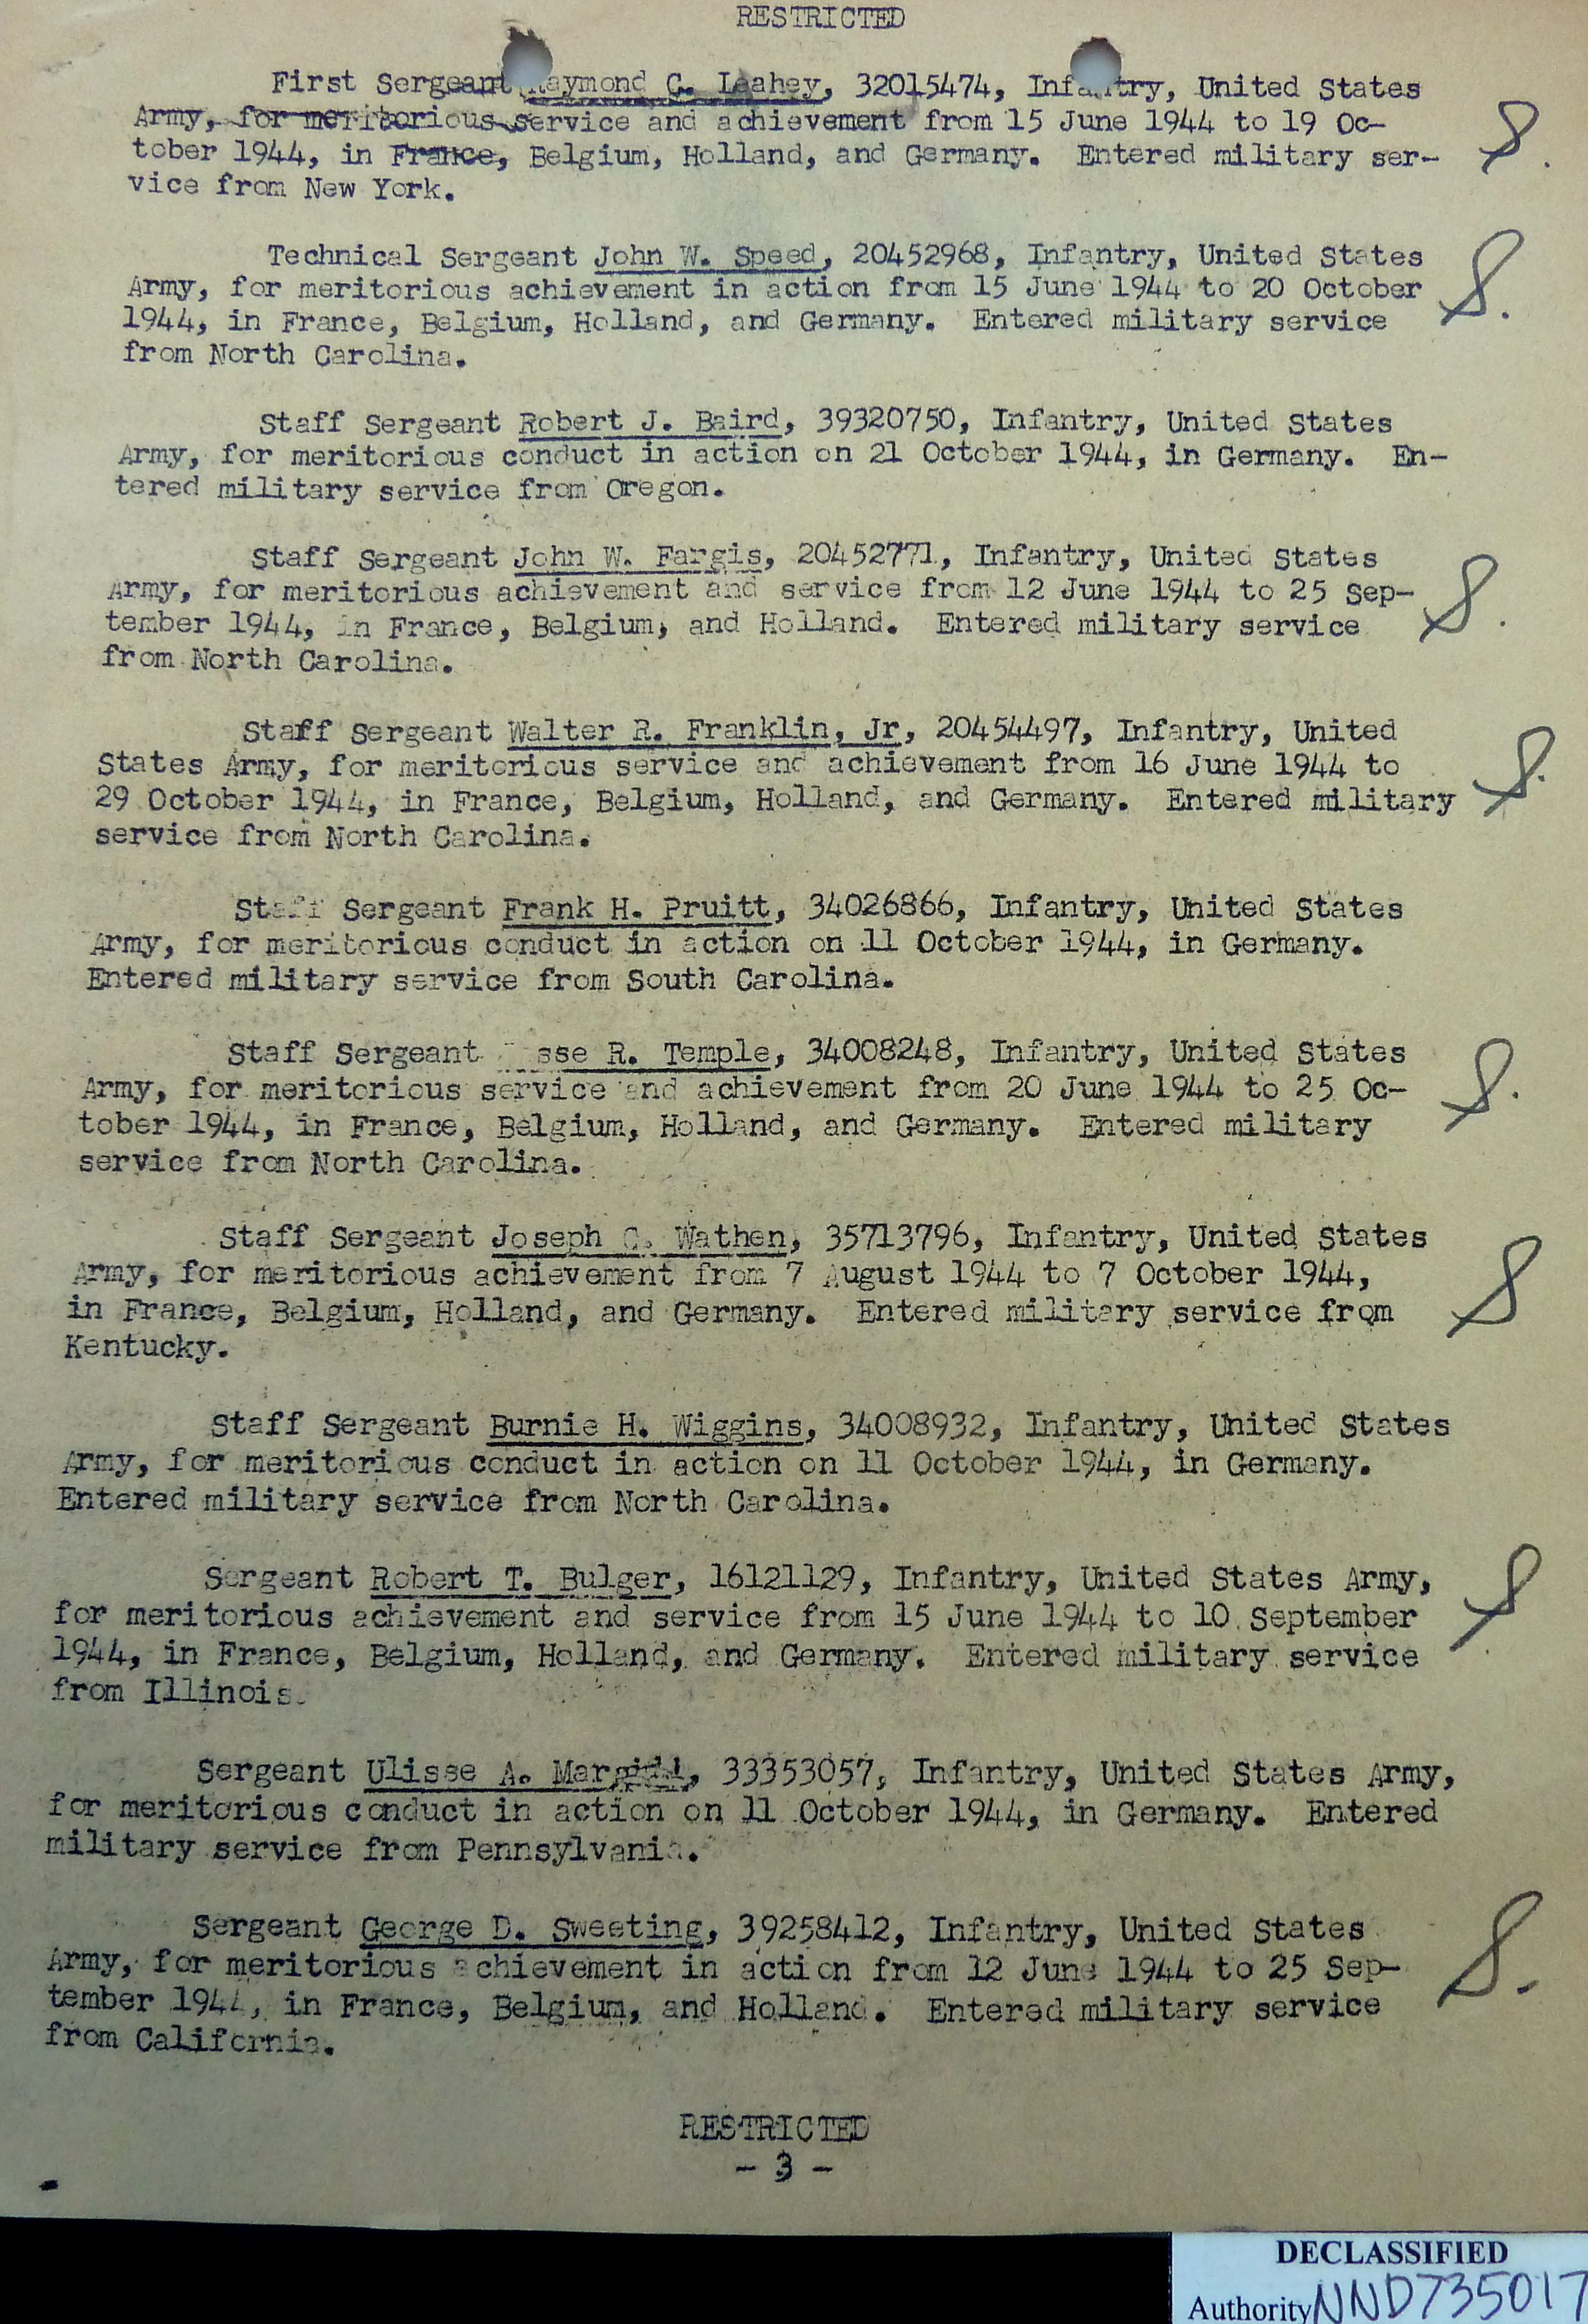 RESTRICTED
First Sergeant Raymond C. Leahey, 32015474, Infantry, United States
Army, for meritorious service and achievement from 15 June 1944 to 19 Oc-
tober 1944, in France, Belgium, Holland, and Germany. Entered military ser-
vice from New York.
Technical Sergeant John W. Speed, 20452968, Infantry, United States
Army, for meritorious achievement in action from 15 June 1944 to 20 October
1944, in France, Belgium, Holland, and Germany. Entered military service
from North Carolina.
Staff Sergeant Robert J. Baird, 39320750, Infantry, United States
Army, for meritorious conduct in action on 21 October 1944, in Germany. En-
tered military service from Oregon.
Staff Sergeant John W. Fargis, 20452771, Infantry, United States
Army, for meritorious achievement and service from 12 June 1944 to 25 Sep-
tember 1944, in France, Belgium, and Holland. Entered military service
from North Carolina.
Staff Sergeant Walter R. Franklin, Jr, 20454497, Infantry, United
States Army, for meritorious service and achievement from 16 June 1944 to
29 October 1944, in France, Belgium, Holland, and Germany. Entered military
service from North Carolina.
Staff Sergeant Frank H. Pruitt, 34026866, Infantry, United States
Army, for meritorious conduct in action on 11 October 1944, in Germany.
Entered military service from South Carolina.
Staff Sergeant R. Temple, 34008248, Infantry, United States
Army, for meritorious service and achievement from 20 June 1944 to 25 Oc-
tober 1944, in France, Belgium, Holland, and Germany. Entered military
service from North Carolina.
Staff Sergeant Joseph C. Wathen, 35713796, Infantry, United States
Army, for meritorious achievement from 7 August 1944 to 7 October 1944,
in France, Belgium, Holland, and Germany. Entered military service from
Kentucky.
Staff Sergeant Burnie H. Wiggins, 34008932, Infantry, United States
Army, for meritorious conduct in action on 11 October 1944, in Germany.
Entered military service from North Carolina.
Sergeant Robert T. Bulger, 16121129, Infantry, United States Army,
for meritorious achievement and service from 15 June 1944 to 10 September
1944, in France, Belgium, Holland, and Germany. Entered military service
from Illinois.
Sergeant Ulisse A. 33353057, Infantry, United States Army,
for meritorious conduct in action on 11 October 1944, in Germany. Entered
military service from Pennsylvania.
Sergeant George D. Sweeting, 39258412, Infantry, United States
Army, for meritorious achievement in action from 12 June 1944 to 25 Sep-
tember 1944, in France, Belgium, and Holland. Entered military service
from California.
RESTRICTED
- 3 -
DECLASSIFIED
Authority NND735017